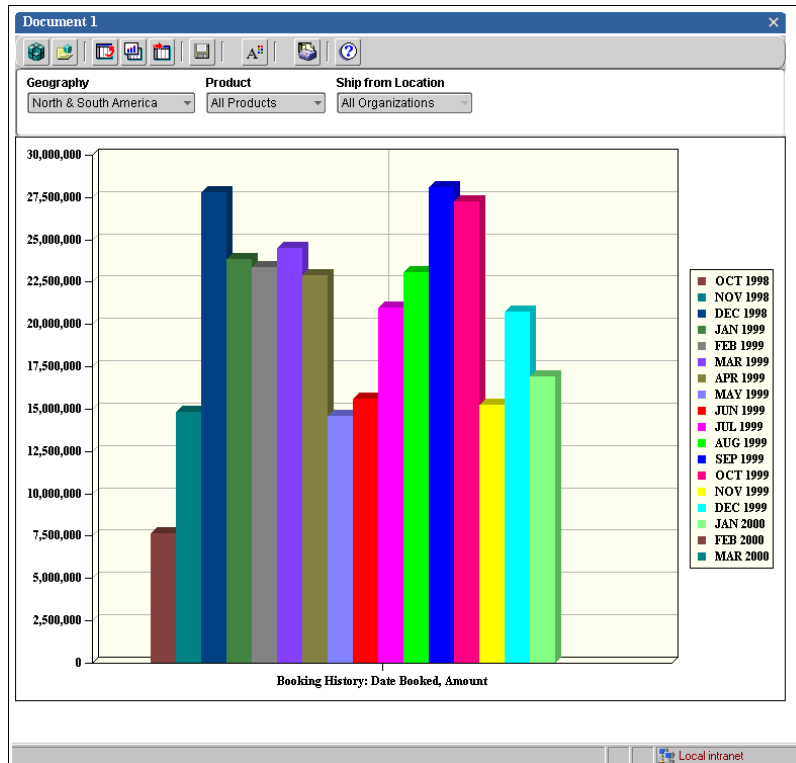 Document 1
A
?
Geography Product Ship from Location
North & South America All Products All Organizations
30,000,000
27,500,000
25,000,000
22,500,000
20,000,000
17,500,000
15,000,000
12,500,000
10,000,000
7,500,000
5,000,000
2,500,000
0
OCT 1998
NOV 1998
DEC 1998
JAN 1999
FEB 1999
MAR 1999
APR 1999
MAY 1999
JUN 1999
JUL 1999
AUG 1999
SEP 1999
OCT 1999
NOV 1999
DEC 1999
JAN 2000
FEB 2000
MAR 2000
Booking History: Date Booked, Amount
Local intranet